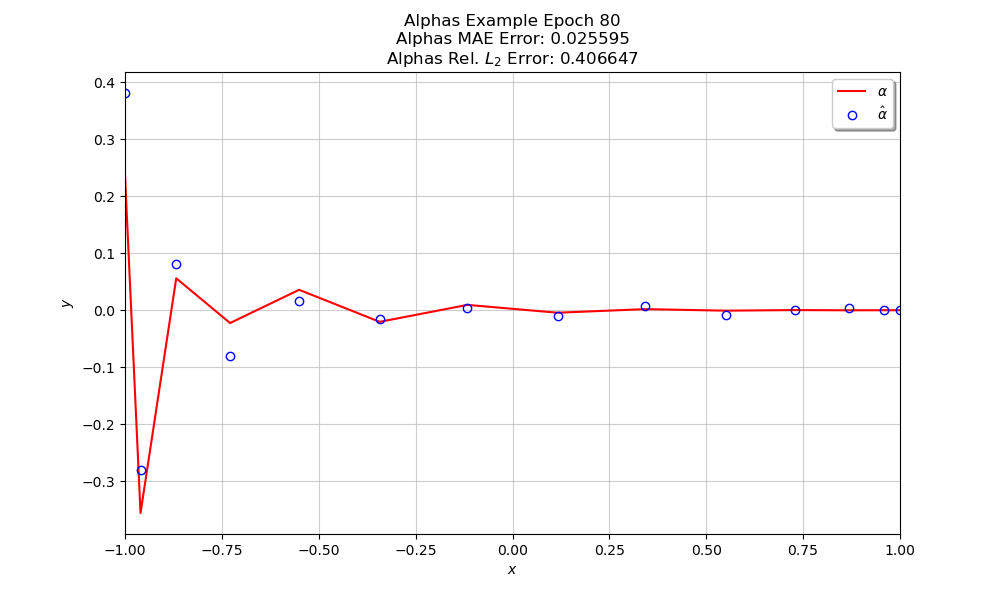 Alphas Example Epoch 80
Alphas MAE Error: 0.025595
Alphas Rel. L₂ Error: 0.406647
α
α̂
0.4
0.3
0.2
0.1
0.0
−0.1
−0.2
−0.3
y
−1.00 −0.75 −0.50 −0.25 0.00 0.25 0.50 0.75 1.00
x